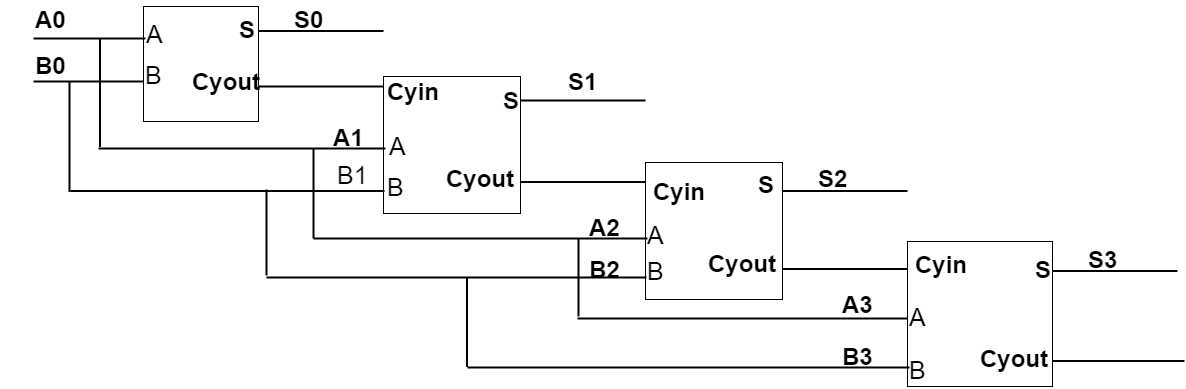 A0 A S S0
B0 B Cyout
Cyin S S1
A1 A
B1 B Cyout
Cyin S S2
A2 A
B2 B Cyout
Cyin S S3
A3 A
B3 B Cyout